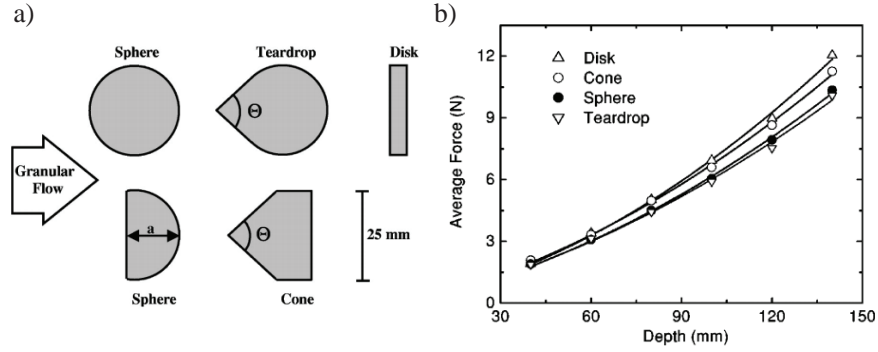 a)
Sphere
Teardrop
Disk
Θ
Granular
Flow
a
Θ
25 mm
Sphere
Cone
b)
Average Force (N)
12
9
6
3
0
Disk
Cone
Sphere
Teardrop
30
60
90
120
150
Depth (mm)